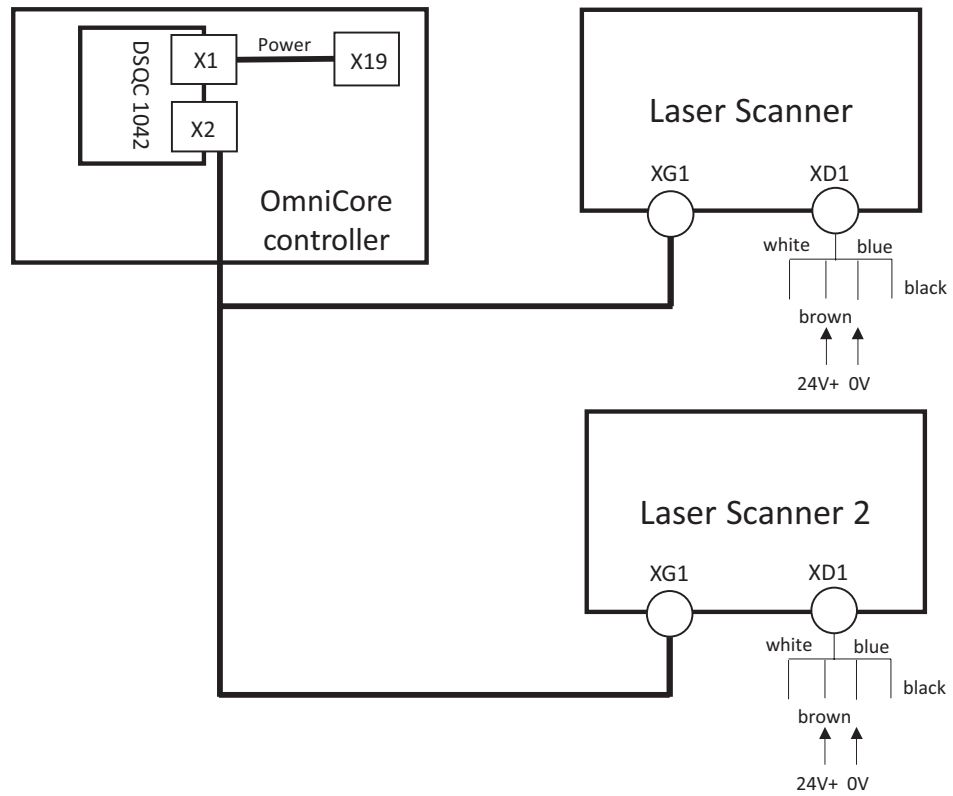 DSQC 1042
X1
Power
X19
X2
OmniCore
controller
Laser Scanner
XG1
XD1
white
blue
black
brown
24V+ 0V
Laser Scanner 2
XG1
XD1
white
blue
black
brown
24V+ 0V